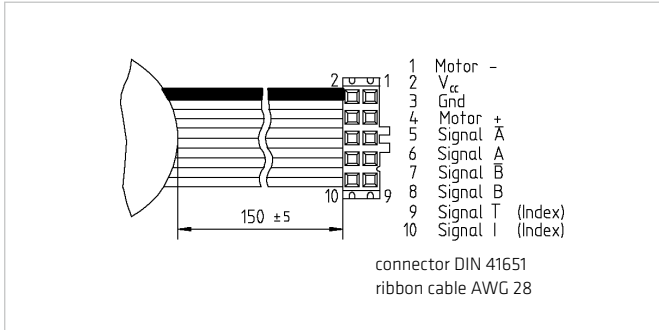 2 1
10 9
150 ±5
1 Motor -
2 V_cc
3 Gnd
4 Motor +
5 Signal A̅
6 Signal A
7 Signal B̅
8 Signal B
9 Signal I̅ (Index)
10 Signal I (Index)
connector DIN 41651
ribbon cable AWG 28